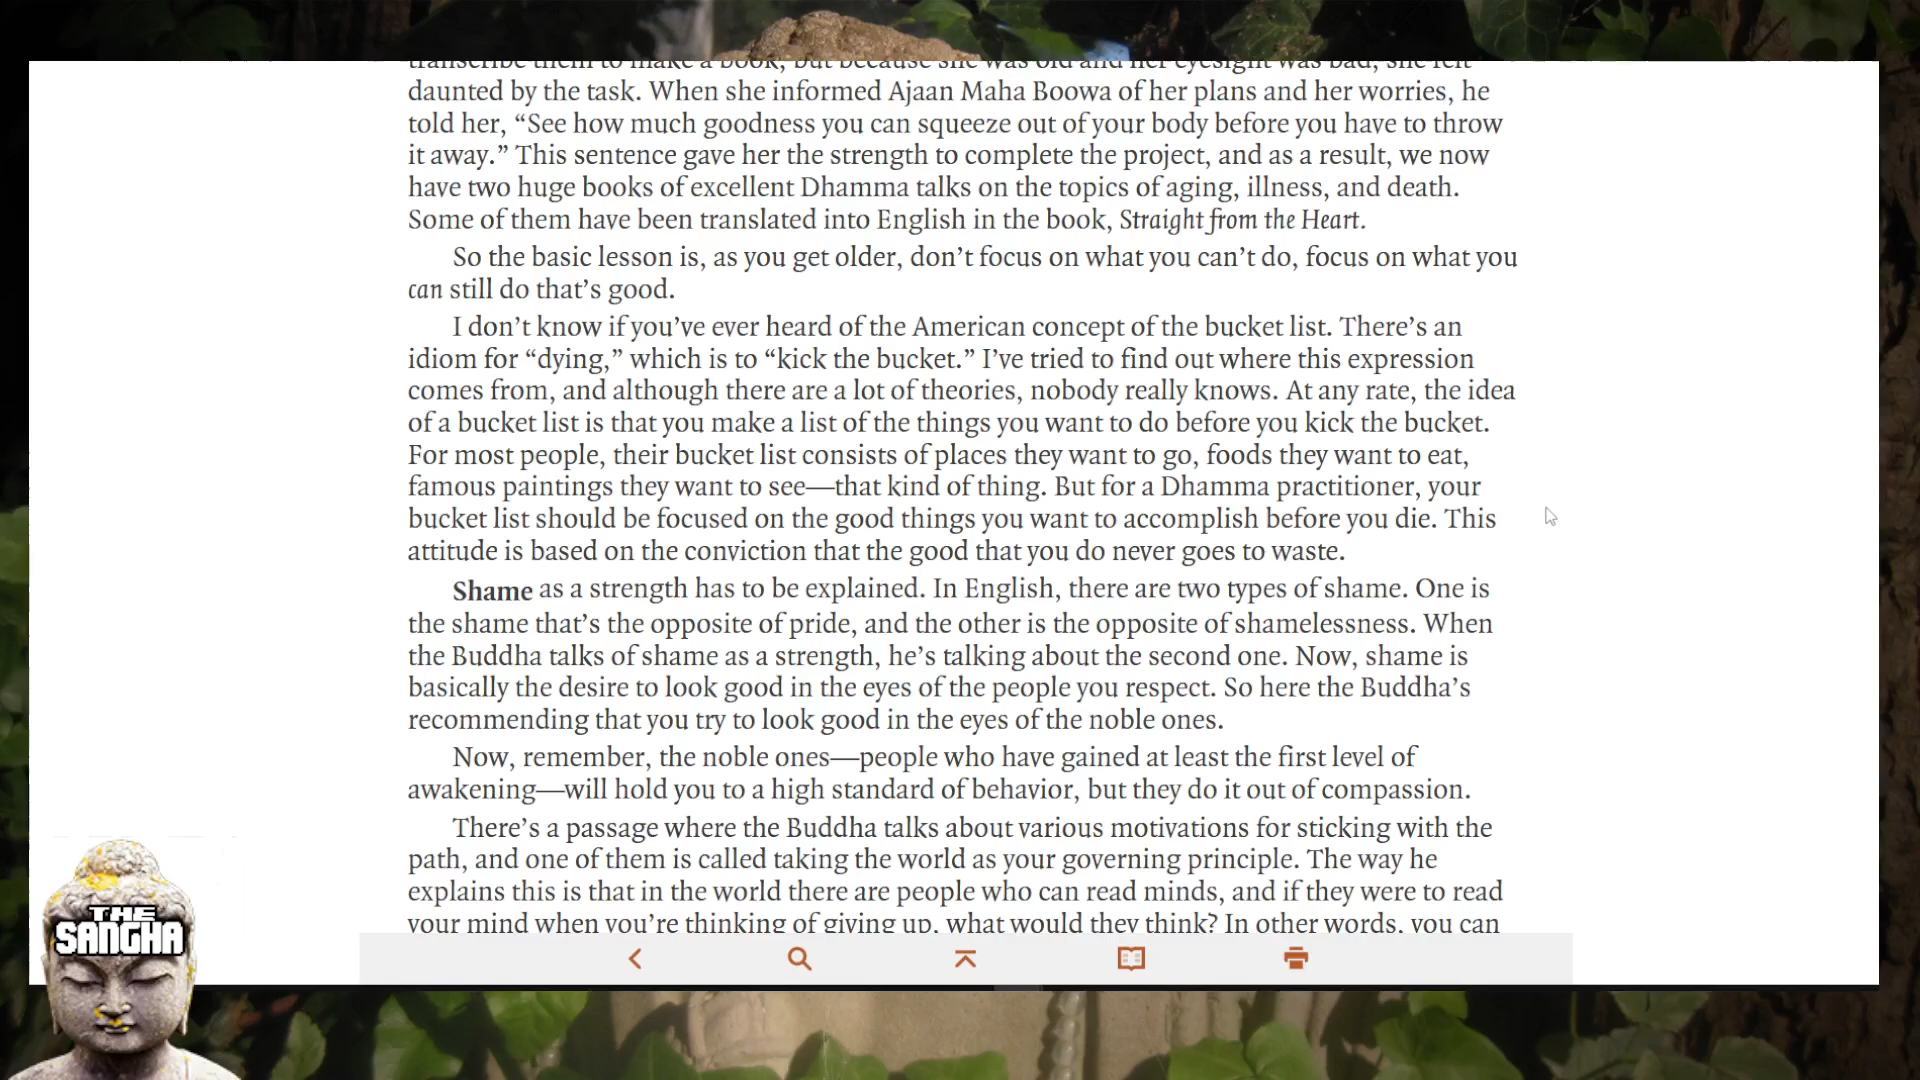 transcribe them to make a book, but because she was old and her eyesight was bad, she felt
daunted by the task. When she informed Ajaan Maha Boowa of her plans and her worries, he
told her, “See how much goodness you can squeeze out of your body before you have to throw
it away.” This sentence gave her the strength to complete the project, and as a result, we now
have two huge books of excellent Dhamma talks on the topics of aging, illness, and death.
Some of them have been translated into English in the book, Straight from the Heart.
So the basic lesson is, as you get older, don’t focus on what you can’t do, focus on what you
can still do that’s good.
I don’t know if you’ve ever heard of the American concept of the bucket list. There’s an
idiom for “dying,” which is to “kick the bucket.” I’ve tried to find out where this expression
comes from, and although there are a lot of theories, nobody really knows. At any rate, the idea
of a bucket list is that you make a list of the things you want to do before you kick the bucket.
For most people, their bucket list consists of places they want to go, foods they want to eat,
famous paintings they want to see—that kind of thing. But for a Dhamma practitioner, your
bucket list should be focused on the good things you want to accomplish before you die. This
attitude is based on the conviction that the good that you do never goes to waste.
Shame as a strength has to be explained. In English, there are two types of shame. One is
the shame that’s the opposite of pride, and the other is the opposite of shamelessness. When
the Buddha talks of shame as a strength, he’s talking about the second one. Now, shame is
basically the desire to look good in the eyes of the people you respect. So here the Buddha’s
recommending that you try to look good in the eyes of the noble ones.
Now, remember, the noble ones—people who have gained at least the first level of
awakening—will hold you to a high standard of behavior, but they do it out of compassion.
There’s a passage where the Buddha talks about various motivations for sticking with the
path, and one of them is called taking the world as your governing principle. The way he
explains this is that in the world there are people who can read minds, and if they were to read
your mind when you’re thinking of giving up, what would they think? In other words, you can
THE
SANGHA